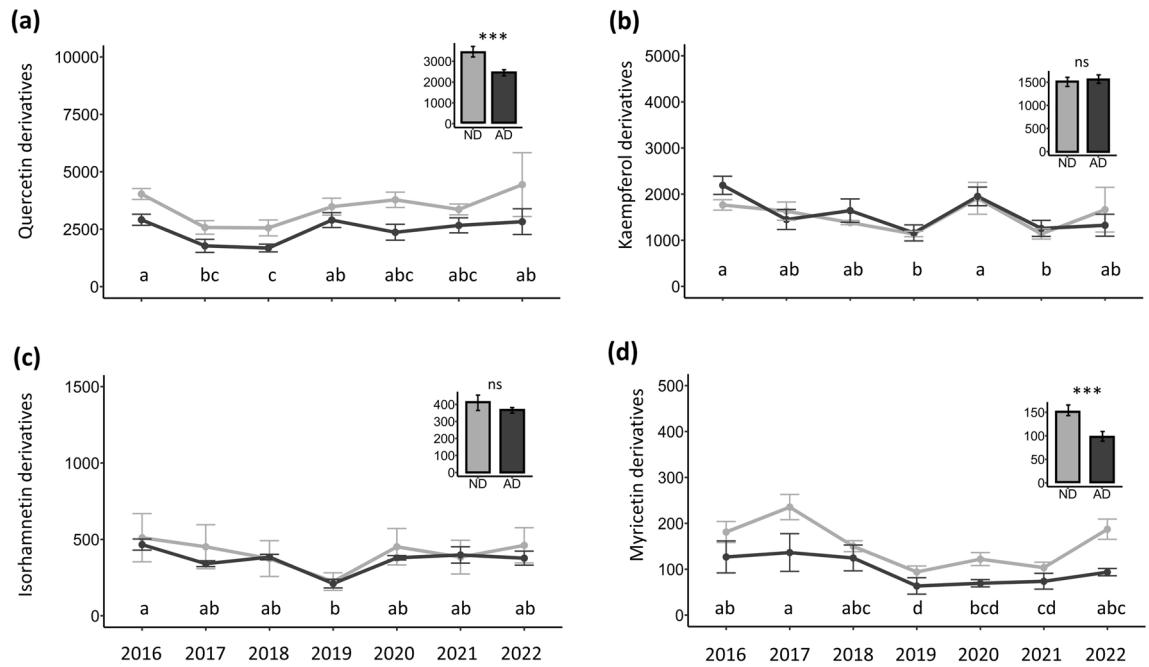 (a)
Quercetin derivatives
10000
7500
5000
2500
0
a bc c ab abc abc ab
***
3000
2000
1000
0
ND AD
(b)
Kaempferol derivatives
5000
4000
3000
2000
1000
0
a ab ab b a b ab
ns
1500
1000
500
0
ND AD
(c)
Isorhamnetin derivatives
1500
1000
500
0
a ab ab b ab ab ab
2016 2017 2018 2019 2020 2021 2022
ns
400
300
200
100
0
ND AD
(d)
Myricetin derivatives
500
400
300
200
100
0
ab a abc d bcd cd abc
2016 2017 2018 2019 2020 2021 2022
***
150
100
50
0
ND AD